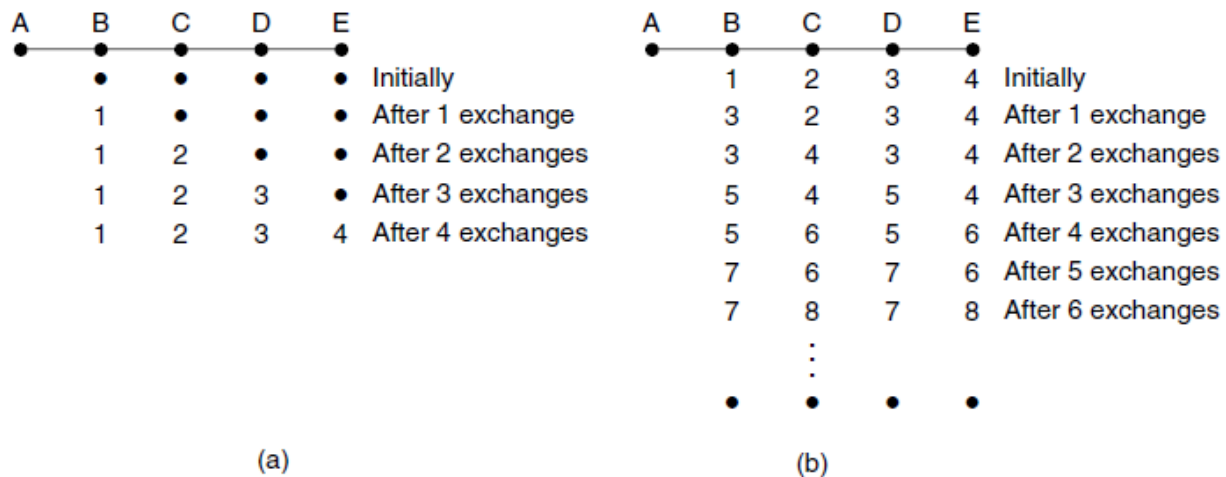 A B C D E
• • • • Initially
1 • • • After 1 exchange
1 2 • • After 2 exchanges
1 2 3 • After 3 exchanges
1 2 3 4 After 4 exchanges
(a)
A B C D E
1 2 3 4 Initially
3 2 3 4 After 1 exchange
3 4 3 4 After 2 exchanges
5 4 5 4 After 3 exchanges
5 6 5 6 After 4 exchanges
7 6 7 6 After 5 exchanges
7 8 7 8 After 6 exchanges
⋮
• • • •
(b)